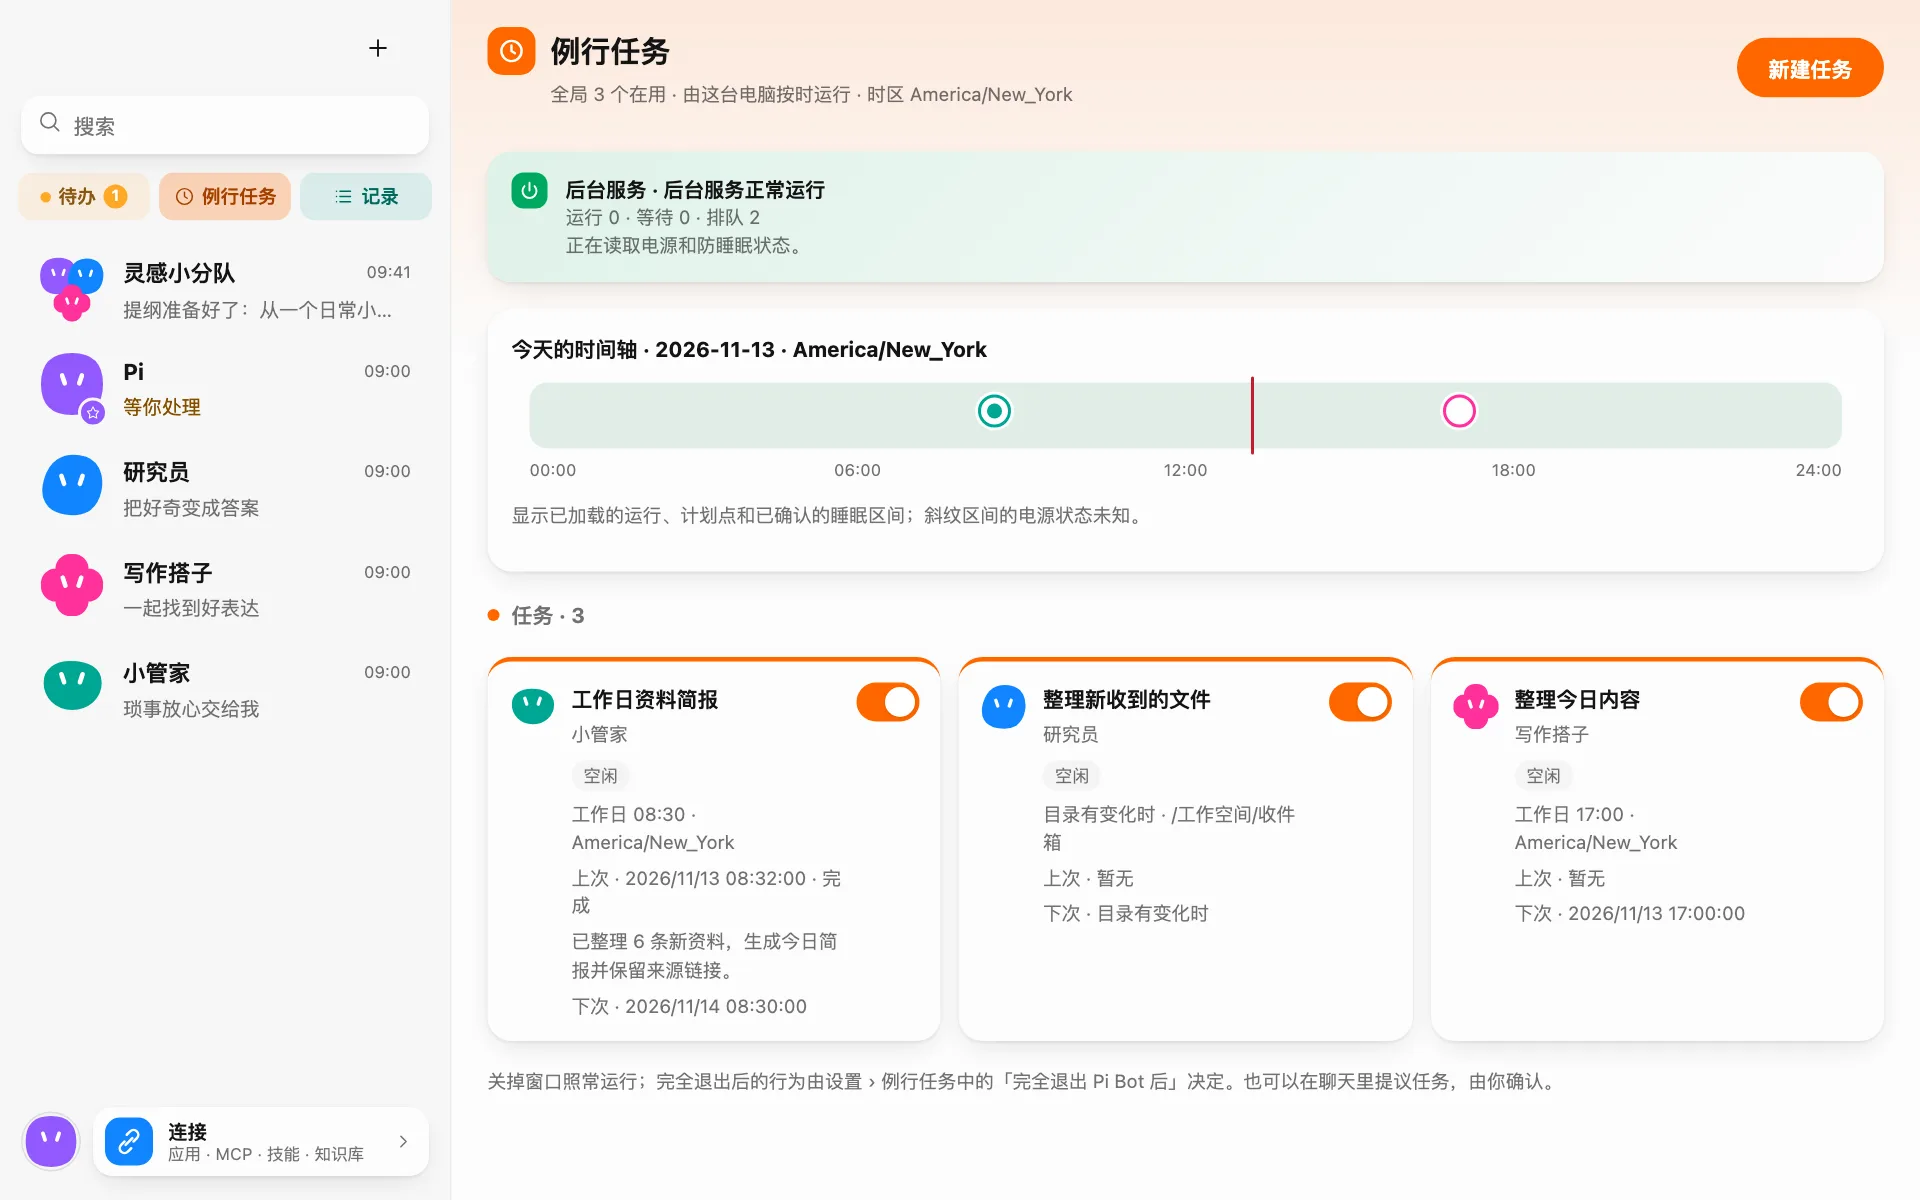 搜索
待办 1
例行任务
记录
灵感小分队 09:41
提纲准备好了：从一个日常小...
Pi 09:00
等你处理
研究员 09:00
把好奇变成答案
写作搭子 09:00
一起找到好表达
小管家 09:00
琐事放心交给我
连接
应用 · MCP · 技能 · 知识库
例行任务
全局 3 个在用 · 由这台电脑按时运行 · 时区 America/New_York
新建任务
后台服务 · 后台服务正常运行
运行 0 · 等待 0 · 排队 2
正在读取电源和防睡眠状态。
今天的时间轴 · 2026-11-13 · America/New_York
00:00 06:00 12:00 18:00 24:00
显示已加载的运行、计划点和已确认的睡眠区间；斜纹区间的电源状态未知。
任务 · 3
工作日资料简报
小管家
空闲
工作日 08:30 ·
America/New_York
上次 · 2026/11/13 08:32:00 · 完
成
已整理 6 条新资料，生成今日简
报并保留来源链接。
下次 · 2026/11/14 08:30:00
整理新收到的文件
研究员
空闲
目录有变化时 · /工作空间/收件
箱
上次 · 暂无
下次 · 目录有变化时
整理今日内容
写作搭子
空闲
工作日 17:00 ·
America/New_York
上次 · 暂无
下次 · 2026/11/13 17:00:00
关掉窗口照常运行；完全退出后的行为由设置 › 例行任务中的「完全退出 Pi Bot 后」决定。也可以在聊天里提议任务，由你确认。